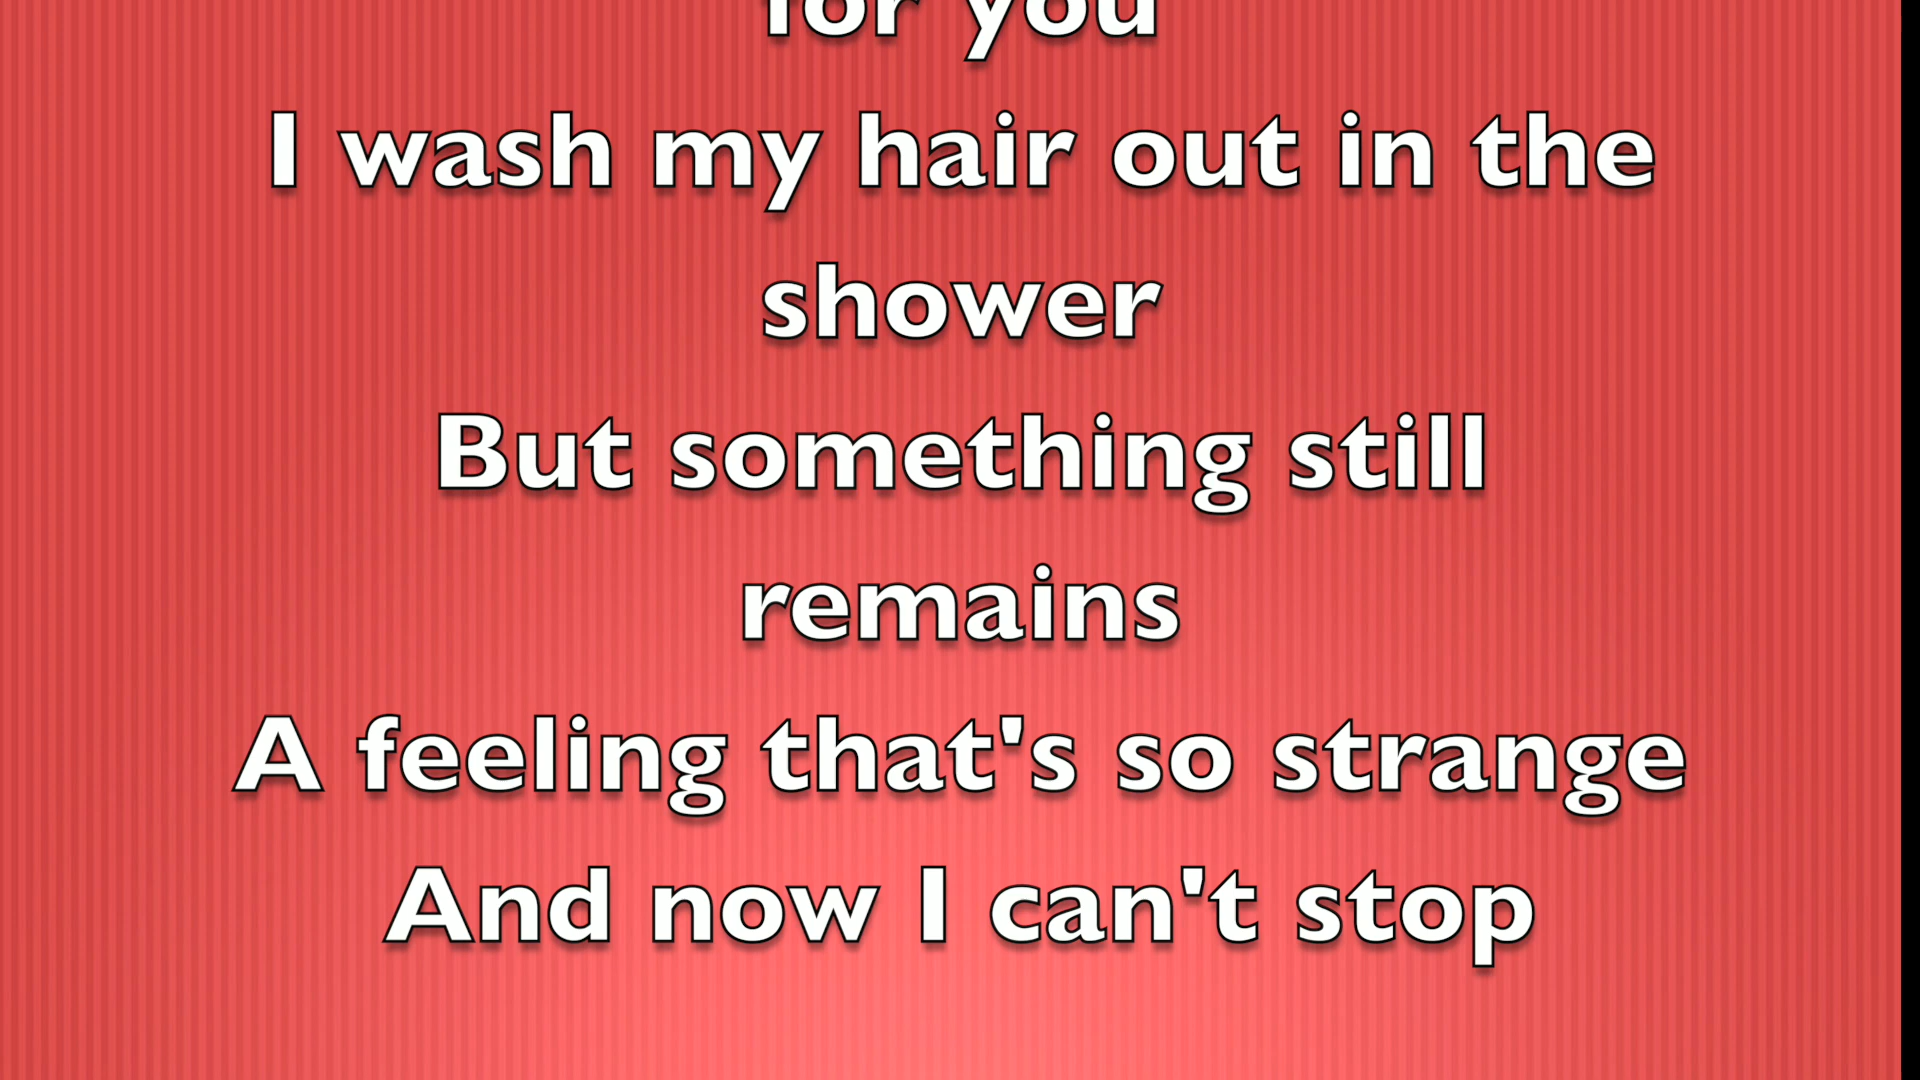 for you
I wash my hair out in the
shower
But something still
remains
A feeling that's so strange
And now I can't stop